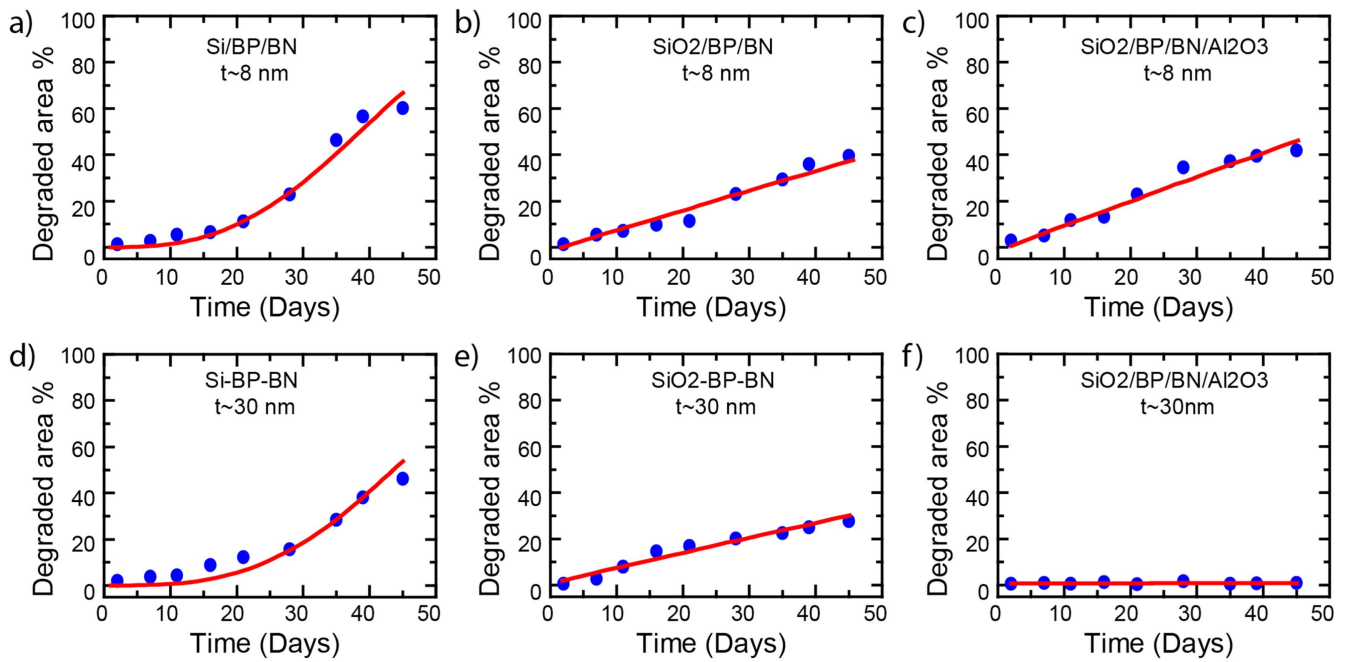 a)
Si/BP/BN
t~8 nm
Degraded area %
100
80
60
40
20
0
0 10 20 30 40 50
Time (Days)
b)
SiO2/BP/BN
t~8 nm
Degraded area %
100
80
60
40
20
0
0 10 20 30 40 50
Time (Days)
c)
SiO2/BP/BN/Al2O3
t~8 nm
Degraded area %
100
80
60
40
20
0
0 10 20 30 40 50
Time (Days)
d)
Si-BP-BN
t~30 nm
Degraded area %
100
80
60
40
20
0
0 10 20 30 40 50
Time (Days)
e)
SiO2-BP-BN
t~30 nm
Degraded area %
100
80
60
40
20
0
0 10 20 30 40 50
Time (Days)
f)
SiO2/BP/BN/Al2O3
t~30nm
Degraded area %
100
80
60
40
20
0
0 10 20 30 40 50
Time (Days)